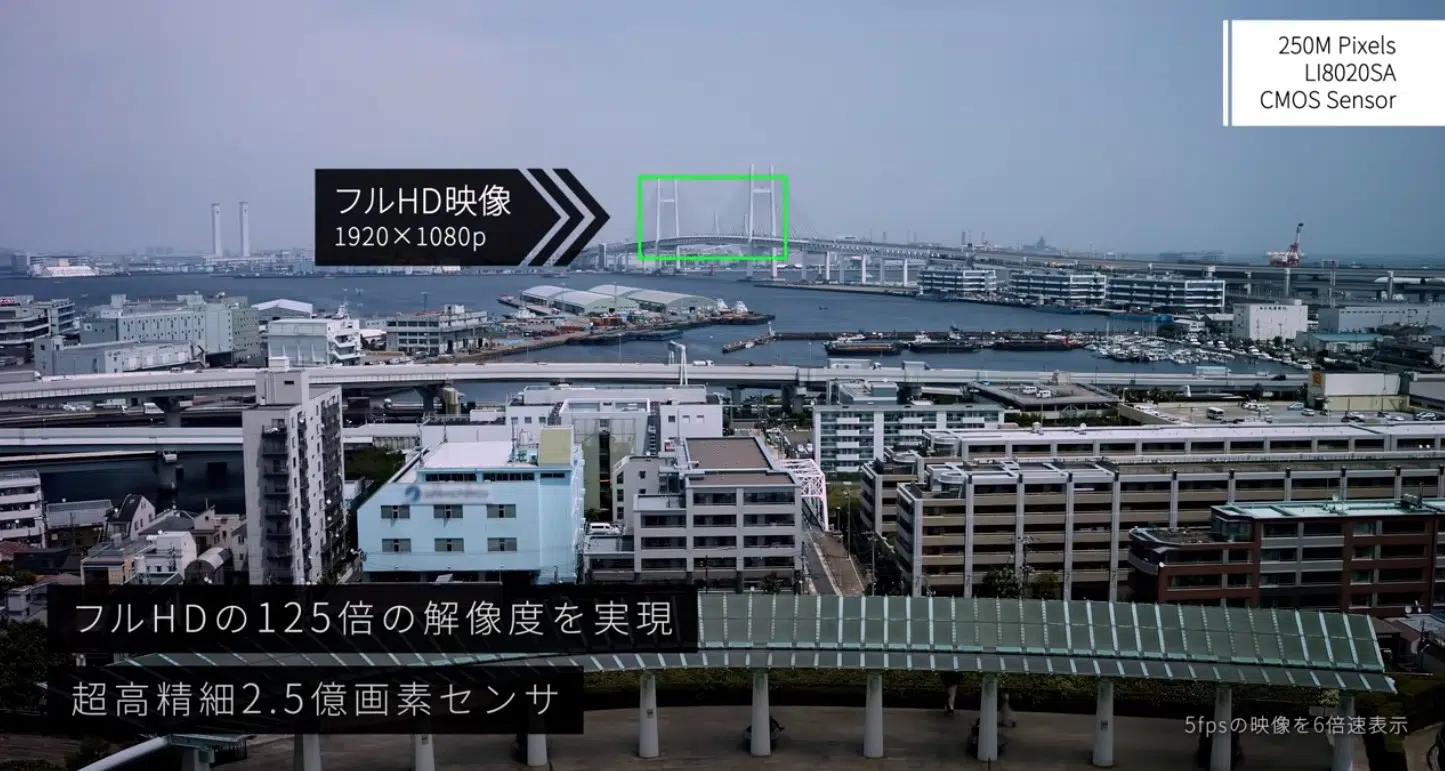 250M Pixels
LI8020SA
CMOS Sensor
フルHD映像
1920×1080p
フルHDの125倍の解像度を実現
超高精細2.5億画素センサ
5fpsの映像を6倍速表示